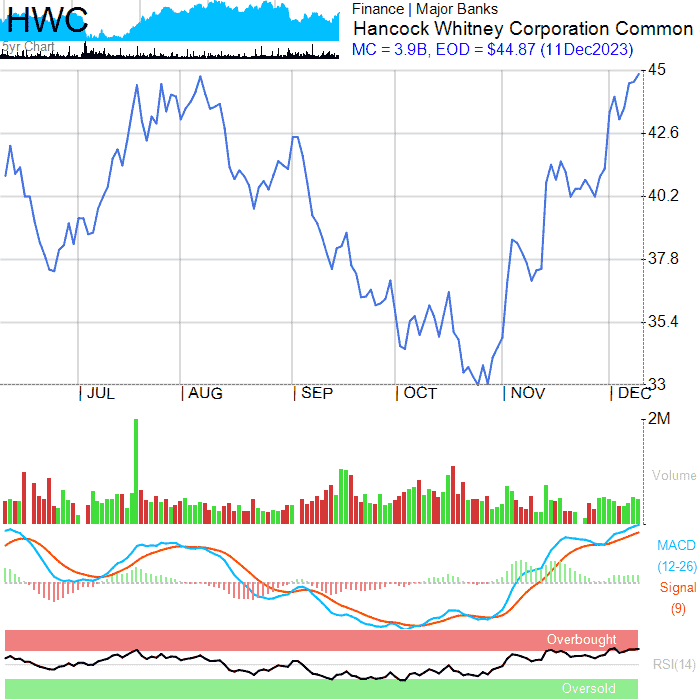 HWC
5yr Chart
Finance | Major Banks
Hancock Whitney Corporation Common
MC = 3.9B, EOD = $44.87 (11Dec2023)
45
42.6
40.2
37.8
35.4
33
JUL AUG SEP OCT NOV DEC
2M
Volume
MACD
(12-26)
Signal
(9)
Overbought
RSI(14)
Oversold